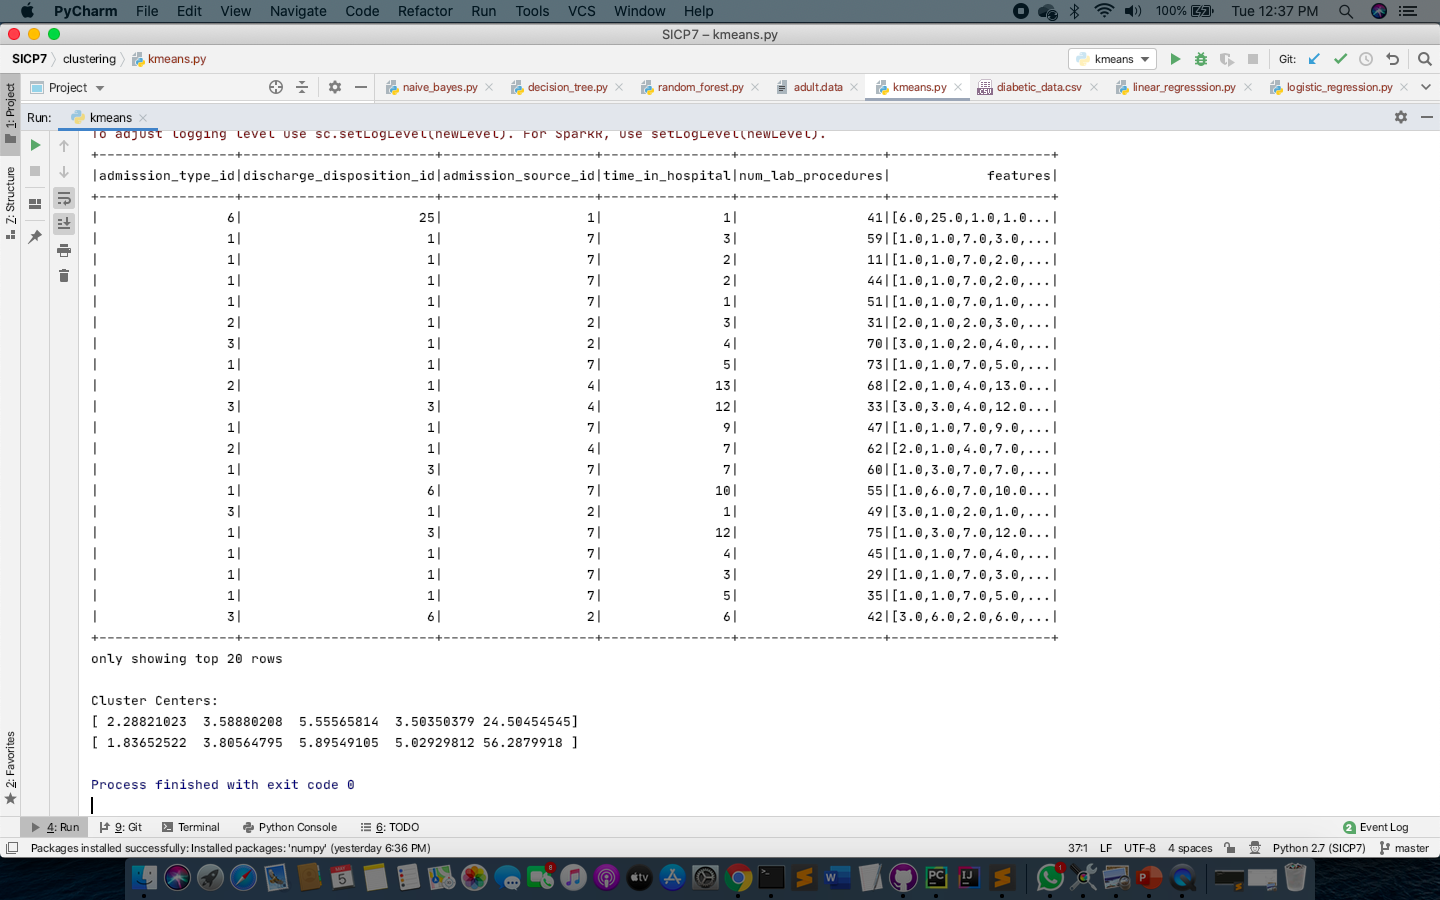 PyCharm File Edit View Navigate Code Refactor Run Tools VCS Window Help 100% Tue 12:37 PM
SICP7 – kmeans.py
SICP7 clustering kmeans.py kmeans Git:
Project naive_bayes.py decision_tree.py random_forest.py adult.data kmeans.py diabetic_data.csv linear_regresssion.py logistic_regression.py
Run: kmeans
1: Project
7: Structure
2: Favorites
To adjust logging level use sc.setLogLevel(newLevel). For SparkR, use setLogLevel(newLevel).
+-----------------+------------------------+-------------------+----------------+------------------+--------------------+
|admission_type_id|discharge_disposition_id|admission_source_id|time_in_hospital|num_lab_procedures|            features|
+-----------------+------------------------+-------------------+----------------+------------------+--------------------+
|                6|                      25|                  1|               1|                41|[6.0,25.0,1.0,1.0...|
|                1|                       1|                  7|               3|                59|[1.0,1.0,7.0,3.0,...|
|                1|                       1|                  7|               2|                11|[1.0,1.0,7.0,2.0,...|
|                1|                       1|                  7|               2|                44|[1.0,1.0,7.0,2.0,...|
|                1|                       1|                  7|               1|                51|[1.0,1.0,7.0,1.0,...|
|                2|                       1|                  2|               3|                31|[2.0,1.0,2.0,3.0,...|
|                3|                       1|                  2|               4|                70|[3.0,1.0,2.0,4.0,...|
|                1|                       1|                  7|               5|                73|[1.0,1.0,7.0,5.0,...|
|                2|                       1|                  4|              13|                68|[2.0,1.0,4.0,13.0...|
|                3|                       3|                  4|              12|                33|[3.0,3.0,4.0,12.0...|
|                1|                       1|                  7|               9|                47|[1.0,1.0,7.0,9.0,...|
|                2|                       1|                  4|               7|                62|[2.0,1.0,4.0,7.0,...|
|                1|                       3|                  7|               7|                60|[1.0,3.0,7.0,7.0,...|
|                1|                       6|                  7|              10|                55|[1.0,6.0,7.0,10.0...|
|                3|                       1|                  2|               1|                49|[3.0,1.0,2.0,1.0,...|
|                1|                       3|                  7|              12|                75|[1.0,3.0,7.0,12.0...|
|                1|                       1|                  7|               4|                45|[1.0,1.0,7.0,4.0,...|
|                1|                       1|                  7|               3|                29|[1.0,1.0,7.0,3.0,...|
|                1|                       1|                  7|               5|                35|[1.0,1.0,7.0,5.0,...|
|                3|                       6|                  2|               6|                42|[3.0,6.0,2.0,6.0,...|
+-----------------+------------------------+-------------------+----------------+------------------+--------------------+
only showing top 20 rows
Cluster Centers:
[ 2.28821023  3.58880208  5.55565814  3.50350379 24.50454545]
[ 1.83652522  3.80564795  5.89549105  5.02929812 56.2879918 ]
Process finished with exit code 0
4: Run 9: Git Terminal Python Console 6: TODO 2 Event Log
Packages installed successfully: Installed packages: 'numpy' (yesterday 6:36 PM) 37:1 LF UTF-8 4 spaces Python 2.7 (SICP7) master